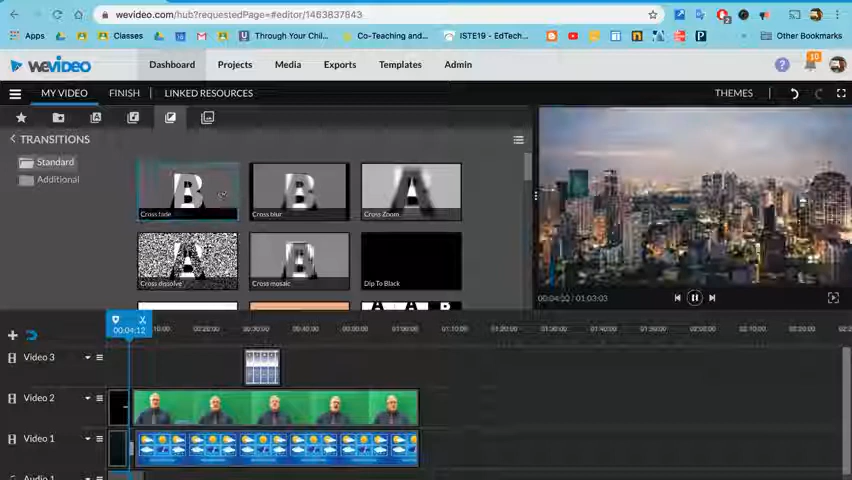 wevideo.com/hub?requestedPage=#editor/1463837643
Apps Classes Through Your Chil... Co-Teaching and... ISTE19 - EdTech... Other Bookmarks
WEVIDEO Dashboard Projects Media Exports Templates Admin 10
MY VIDEO FINISH LINKED RESOURCES THEMES
TRANSITIONS
Standard
Additional
Cross fade Cross blur Cross Zoom
Cross dissolve Cross mosaic Dip To Black
/ 01:03:03
00:04:12 00:20:00 00:30:00 00:40:00 00:50:00 01:00:00 01:10:00 01:20:00 01:30:00 01:40:00 01:50:00 02:00:00 02:10:00 02:20:00
Video 3
Video 2
Video 1
Audio 1